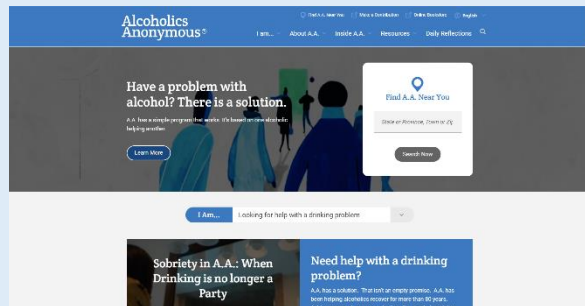 Find A.A. Near You Make a Contribution Online Bookstore English
Alcoholics
Anonymous®
I am... About A.A. Inside A.A. Resources Daily Reflections
Have a problem with
alcohol? There is a solution.
A.A. has a simple program that works. It's based on one alcoholic
helping another.
Learn More
Find A.A. Near You
State or Province, Town or Zip
Search Now
I Am... Looking for help with a drinking problem
Sobriety in A.A.: When
Drinking is no longer a
Party
Need help with a drinking
problem?
A.A. has a solution. That isn't an empty promise. A.A. has
been helping alcoholics recover for more than 80 years.